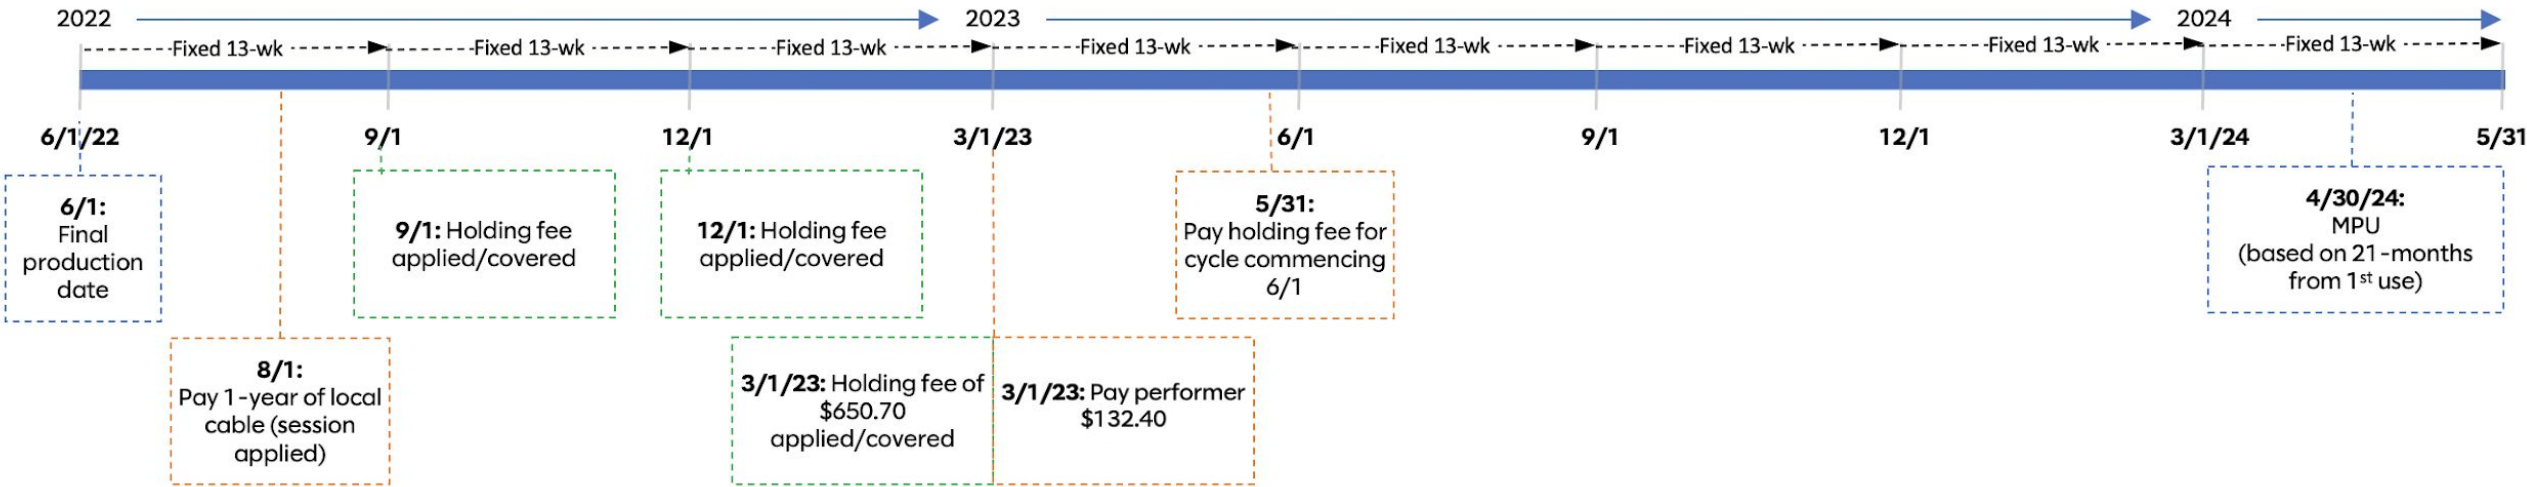 2022
2023
2024
Fixed 13-wk
Fixed 13-wk
Fixed 13-wk
Fixed 13-wk
Fixed 13-wk
Fixed 13-wk
Fixed 13-wk
Fixed 13-wk
6/1/22
9/1
12/1
3/1/23
6/1
9/1
12/1
3/1/24
5/31
6/1:
Final
production
date
8/1:
Pay 1-year of local
cable (session
applied)
9/1: Holding fee
applied/covered
12/1: Holding fee
applied/covered
3/1/23: Holding fee of
$650.70
applied/covered
3/1/23: Pay performer
$132.40
5/31:
Pay holding fee for
cycle commencing
6/1
4/30/24:
MPU
(based on 21-months
from 1st use)